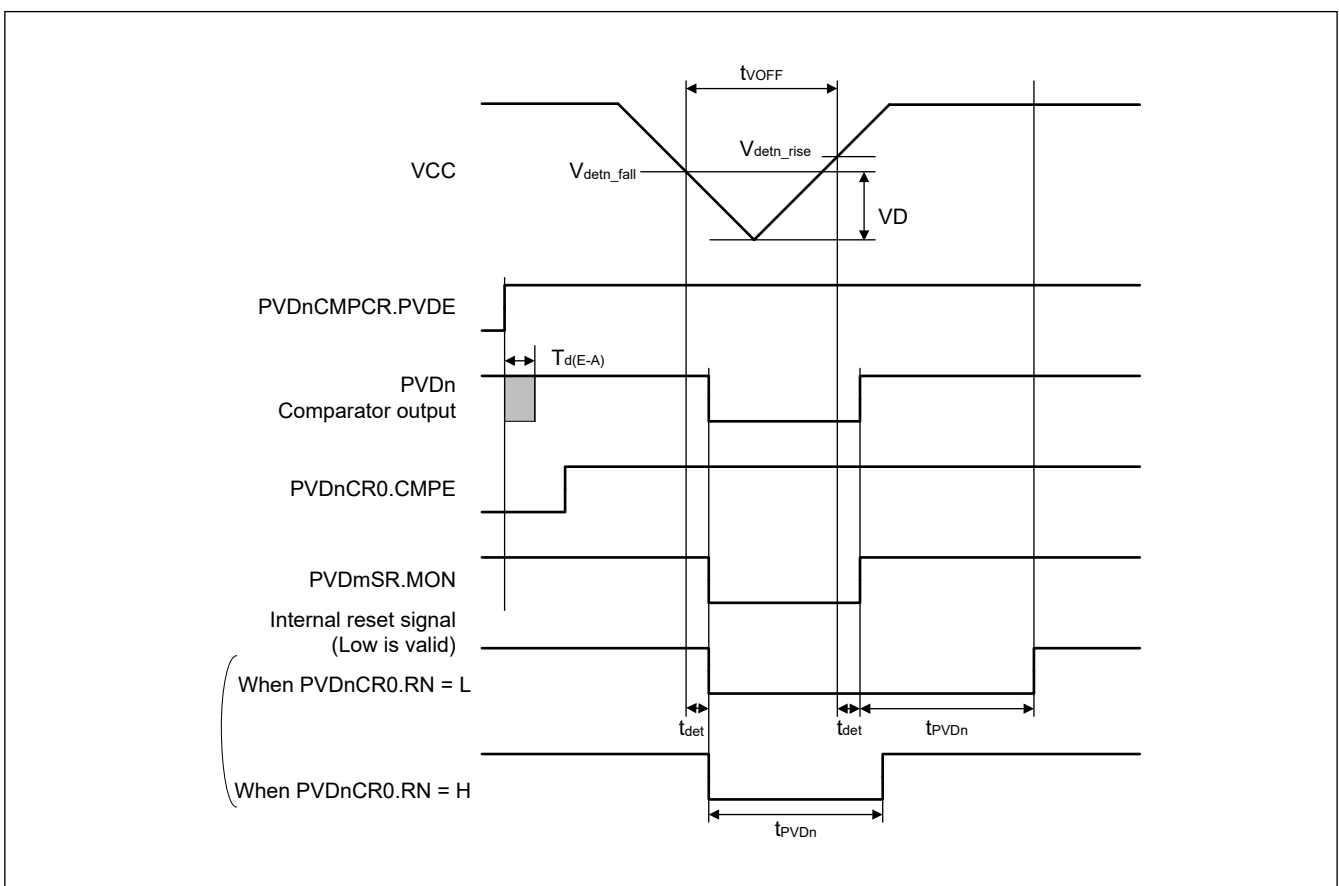 tVOFF
Vdetn_rise
VCC
Vdetn_fall
VD
PVDnCMPCR.PVDE
Td(E-A)
PVDn
Comparator output
PVDnCR0.CMPE
PVDmSR.MON
Internal reset signal
(Low is valid)
When PVDnCR0.RN = L
tdet
tdet
tPVDn
When PVDnCR0.RN = H
tPVDn